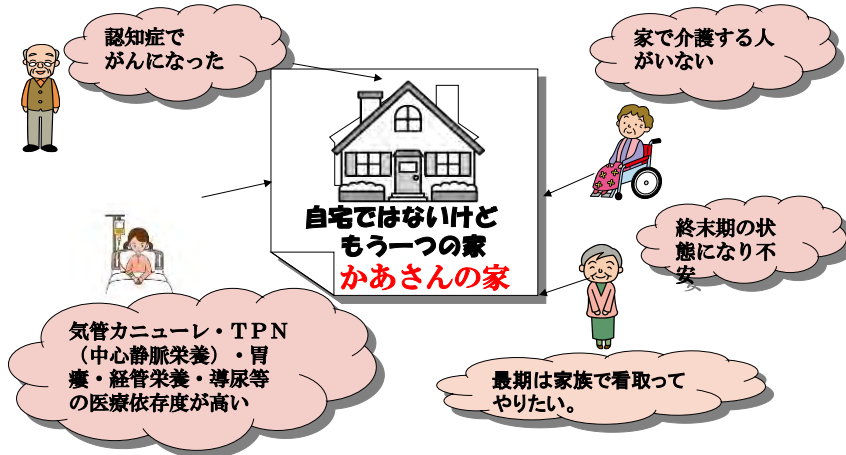 認知症で
がんになった
家で介護する人
がいない
自宅ではないけど
もう一つの家
かあさんの家
終末期の状
態になり不
安
気管カニューレ・ＴＰＮ
（中心静脈栄養）・胃
瘻・経管栄養・導尿等
の医療依存度が高い
最期は家族で看取って
やりたい。